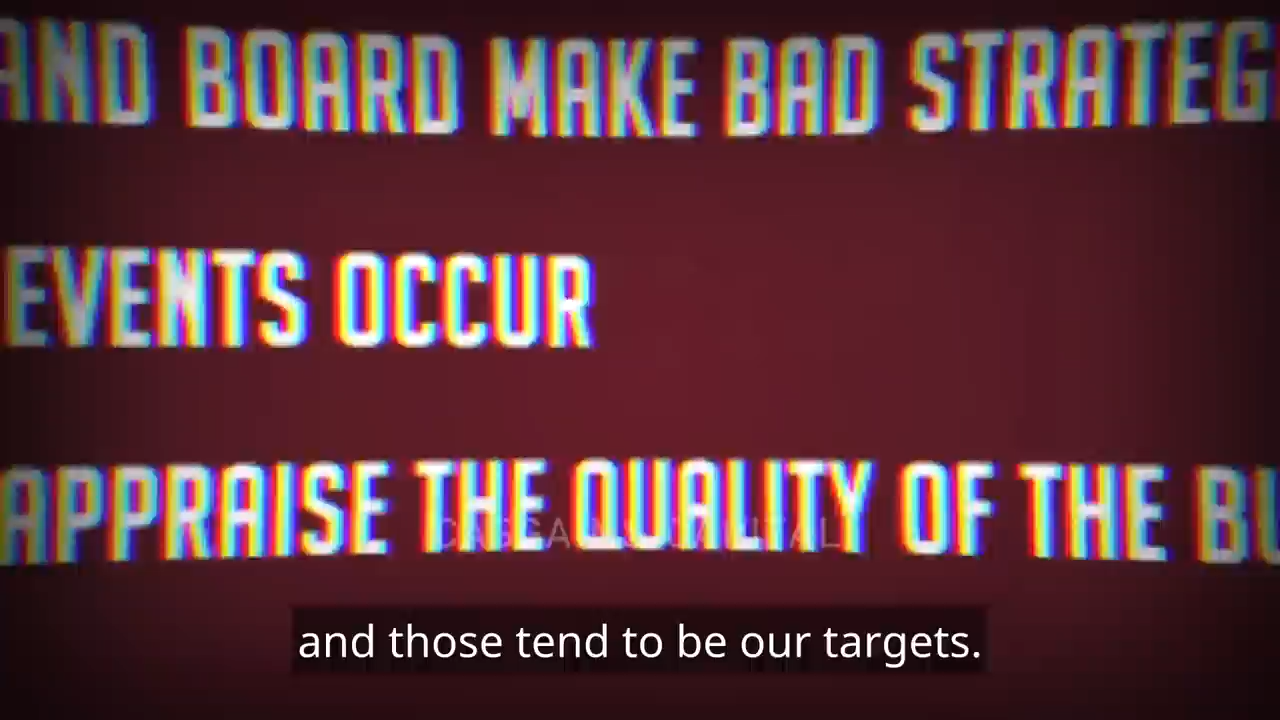 AND BOARD MAKE BAD STRATEG
EVENTS OCCUR
APPRAISE THE QUALITY OF THE BU
and those tend to be our targets.